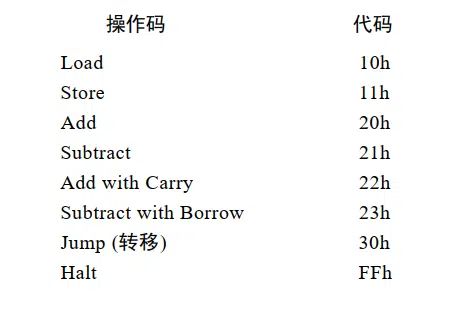 操作码 代码
Load 10h
Store 11h
Add 20h
Subtract 21h
Add with Carry 22h
Subtract with Borrow 23h
Jump (转移) 30h
Halt FFh